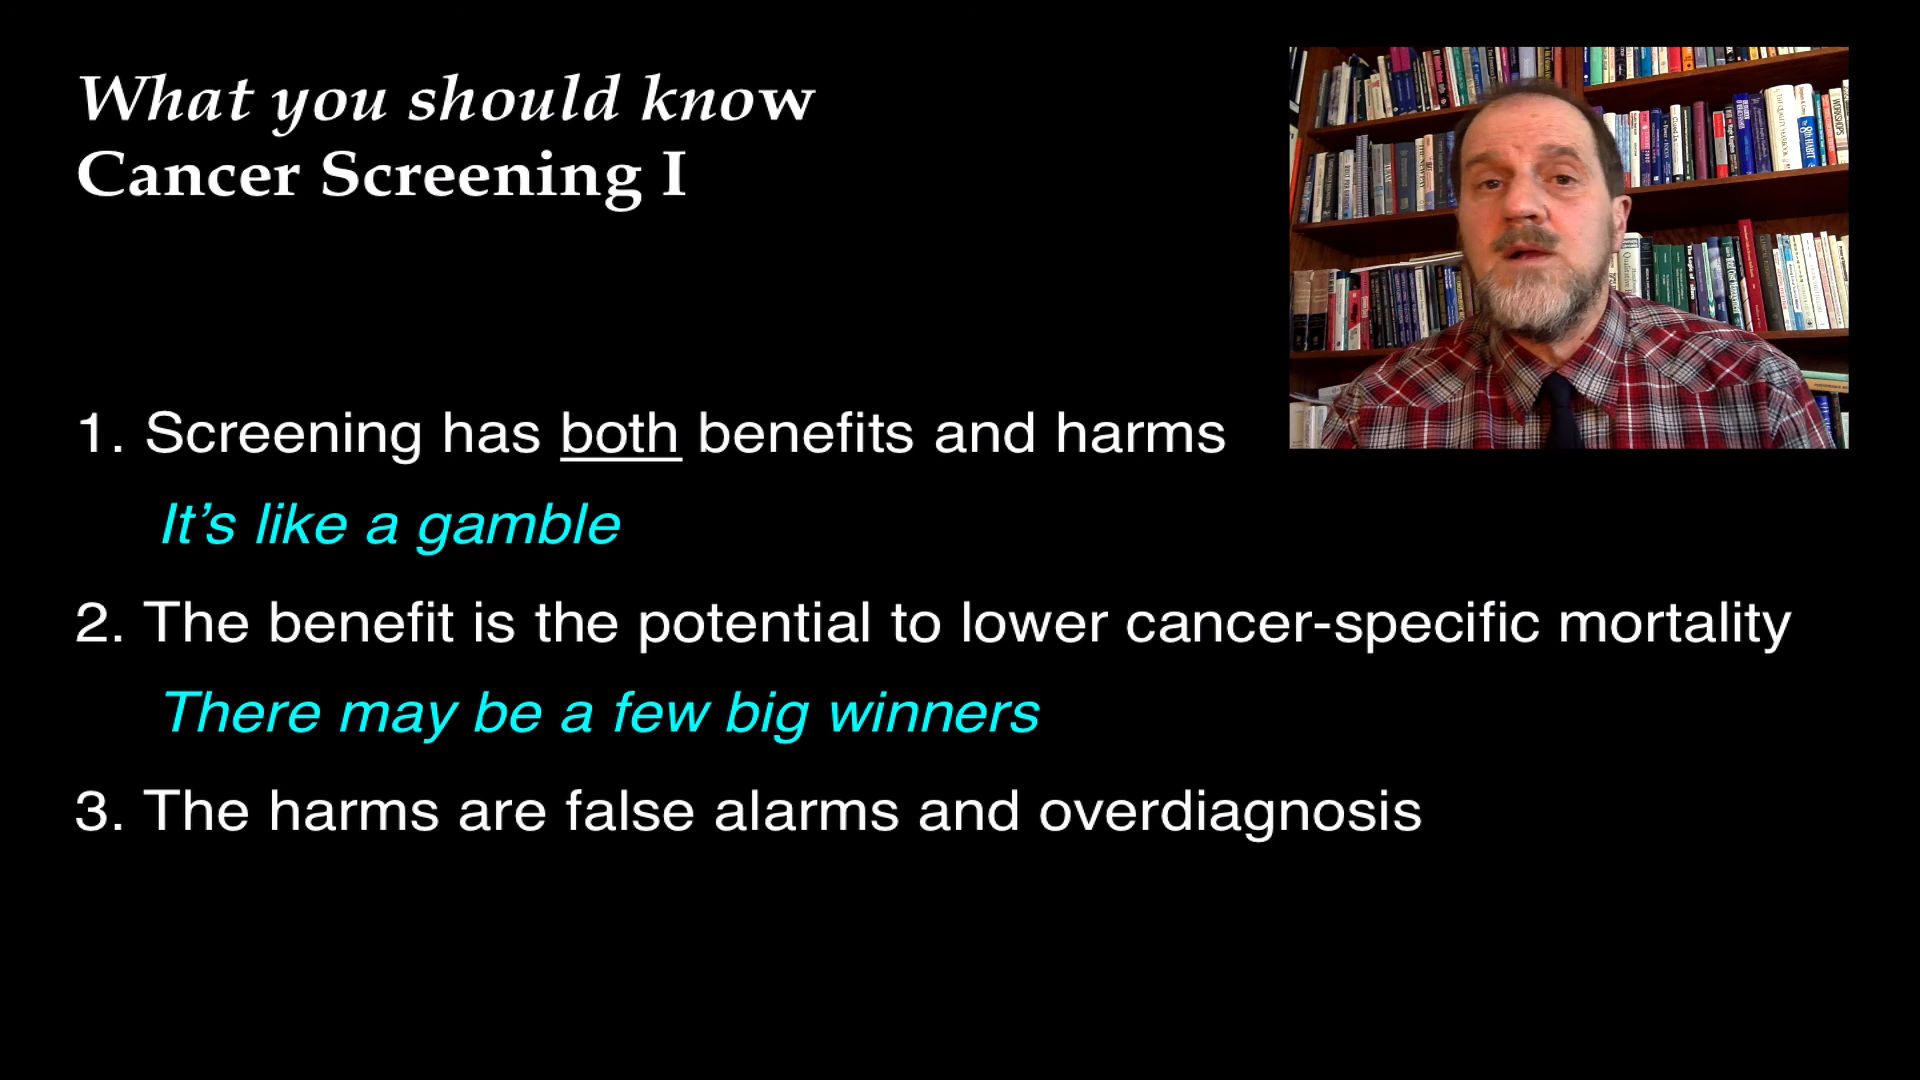 What you should know
Cancer Screening I
1. Screening has both benefits and harms
It's like a gamble
2. The benefit is the potential to lower cancer-specific mortality
There may be a few big winners
3. The harms are false alarms and overdiagnosis